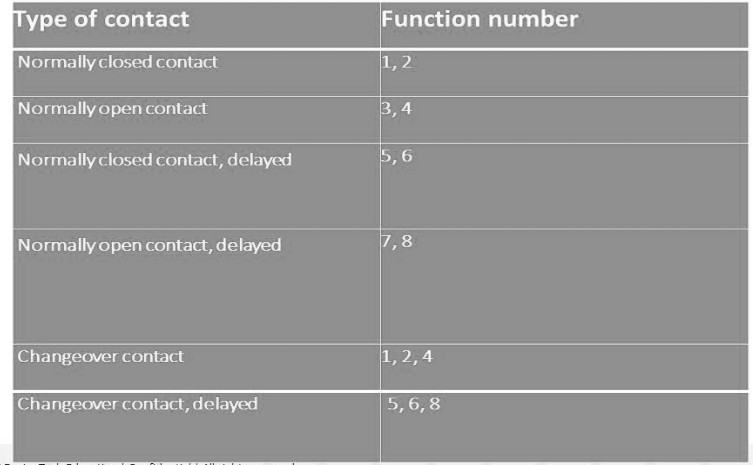 Type of contact Function number
Normally closed contact 1, 2
Normally open contact 3, 4
Normally closed contact, delayed 5, 6
Normally open contact, delayed 7, 8
Changeover contact 1, 2, 4
Changeover contact, delayed 5, 6, 8